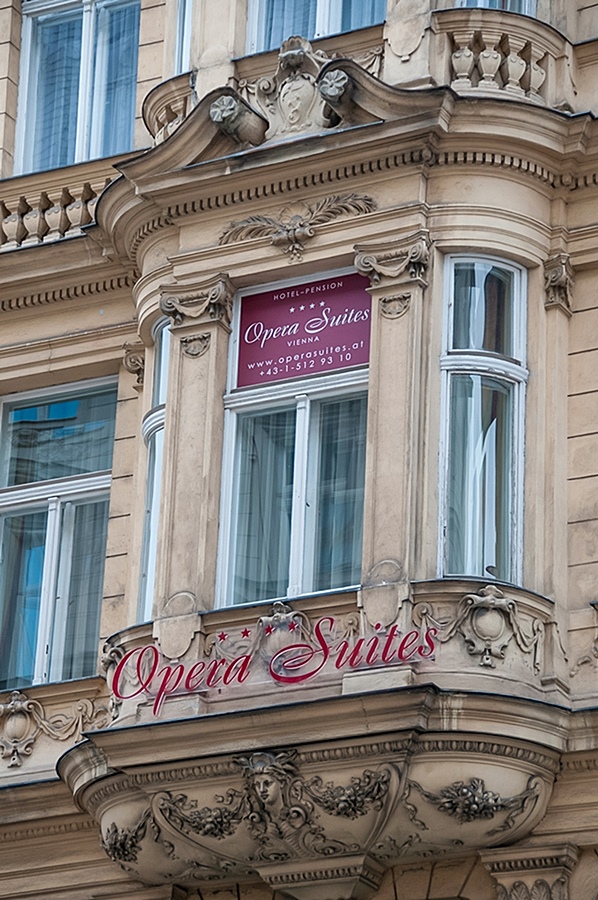 HOTEL-PENSION
★ ★ ★ ★
Opera Suites
VIENNA
www.operasuites.at
+43-1-512 93 10
★ ★ ★ ★
Opera Suites